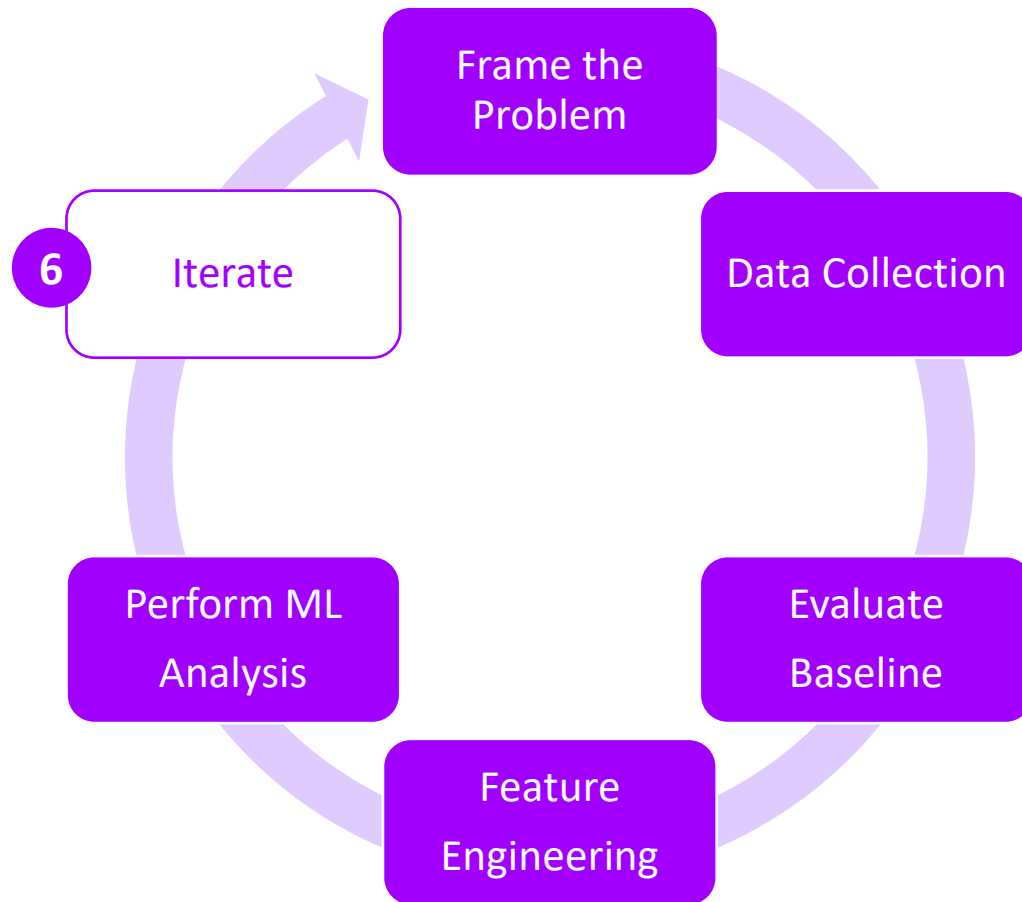 Frame the
Problem
Data Collection
Evaluate
Baseline
Feature
Engineering
Perform ML
Analysis
6
Iterate